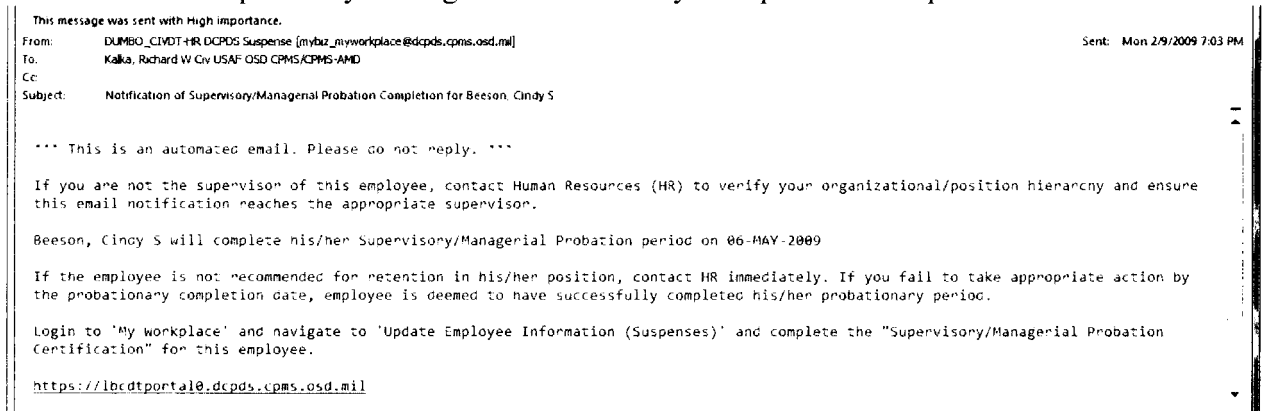 This message was sent with High importance.
From: DUMBO_CIVDT-HR DCPDS Suspense [mybiz_myworkplace@dcpds.cpms.osd.mil] Sent: Mon 2/9/2009 7:03 PM
To: Kalka, Richard W Civ USAF OSD CPMS/CPMS-AMD
Cc:
Subject: Notification of Supervisory/Managerial Probation Completion for Beeson, Cindy S
*** This is an automated email. Please do not reply. ***
If you are not the supervisor of this employee, contact Human Resources (HR) to verify your organizational/position hierarchy and ensure
this email notification reaches the appropriate supervisor.
Beeson, Cindy S will complete his/her Supervisory/Managerial Probation period on 06-MAY-2009
If the employee is not recommended for retention in his/her position, contact HR immediately. If you fail to take appropriate action by
the probationary completion date, employee is deemed to have successfully completed his/her probationary period.
Login to 'My workplace' and navigate to 'Update Employee Information (Suspenses)' and complete the "Supervisory/Managerial Probation
Certification" for this employee.
https://lbcdtportal0.dcpds.cpms.osd.mil